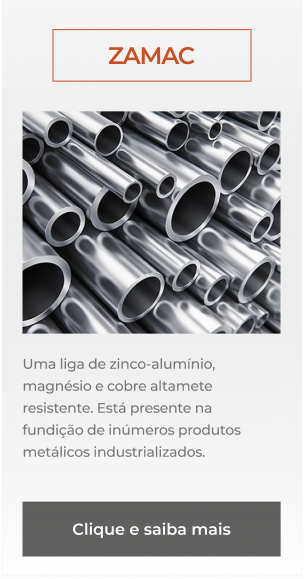 ZAMAC
Uma liga de zinco-alumínio,
magnésio e cobre altamete
resistente. Está presente na
fundição de inúmeros produtos
metálicos industrializados.
Clique e saiba mais